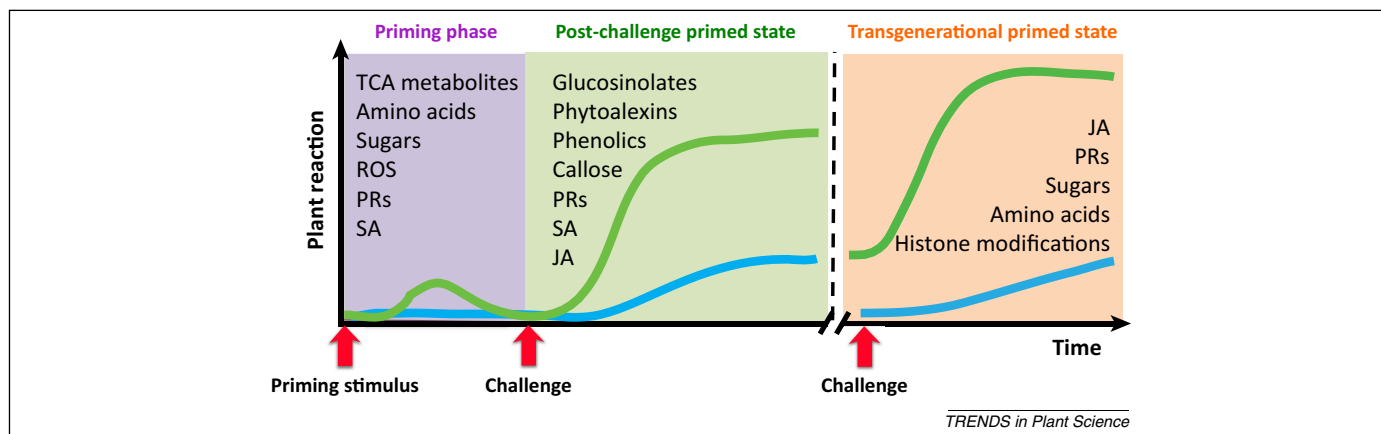 Priming phase
Post-challenge primed state
Transgenerational primed state
Plant reaction
TCA metabolites
Amino acids
Sugars
ROS
PRs
SA
Glucosinolates
Phytoalexins
Phenolics
Callose
PRs
SA
JA
JA
PRs
Sugars
Amino acids
Histone modifications
Time
Priming stimulus
Challenge
Challenge
TRENDS in Plant Science